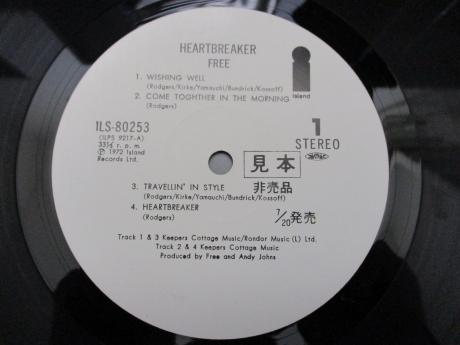 HEARTBREAKER
FREE
1. WISHING WELL
(Rodgers/Kirke/Yamauchi/Bundrick/Kossoff)
2. COME TOGHTHER IN THE MORNING
(Rodgers)
island
1LS-80253
(ILPS 9217-A)
33⅓ r. p. m.
Ⓟ 1972 Island
Records Ltd.
1
STEREO
見本
非売品
3. TRAVELLIN' IN STYLE
(Rodgers/Kirke/Yamauchi/Bundrick/Kossoff)
4. HEARTBREAKER
(Rodgers)
7/20発売
Track 1 & 3 Keepers Cottage Music/Rondor Music (L) Ltd.
Track 2 & 4 Keepers Cottage Music
Produced by Free and Andy Johns